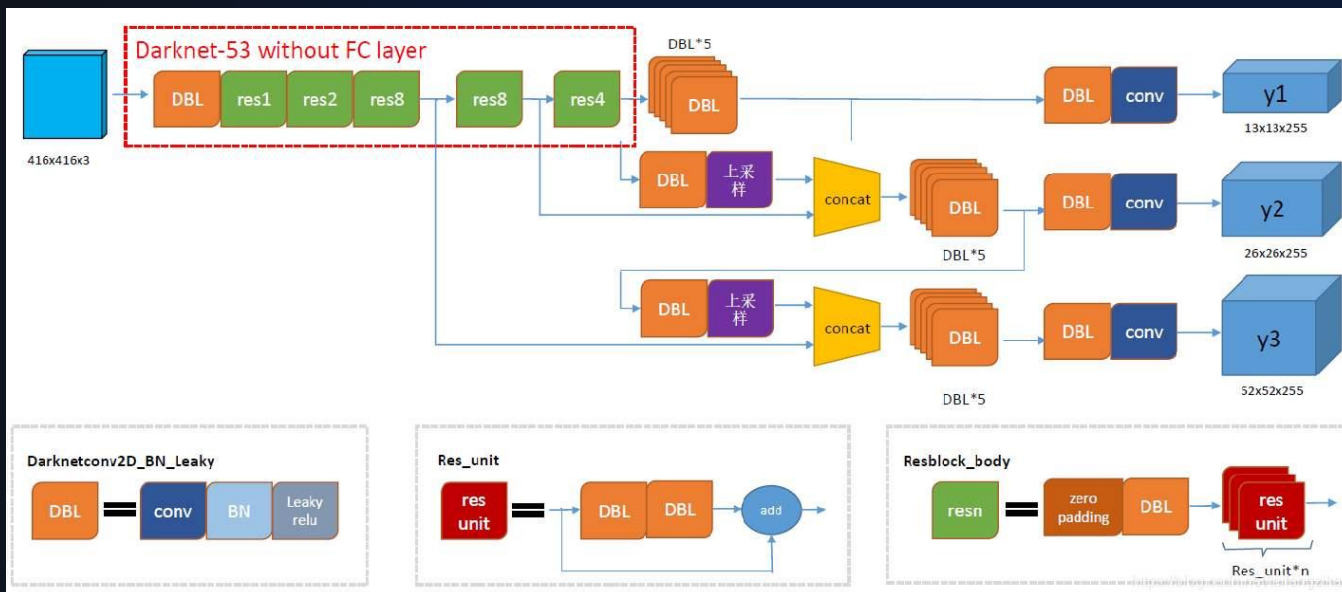 Darknet-53 without FC layer
DBL*5
DBL
res1
res2
res8
res8
res4
DBL
DBL
conv
y1
416x416x3
13x13x255
DBL
上采
样
concat
DBL
DBL
conv
y2
DBL*5
26x26x255
DBL
上采
样
concat
DBL
DBL
conv
y3
DBL*5
52x52x255
Darknetconv2D_BN_Leaky
DBL
conv
BN
Leaky
relu
Res_unit
res
unit
DBL
DBL
add
Resblock_body
resn
zero
padding
DBL
res
unit
Res_unit*n